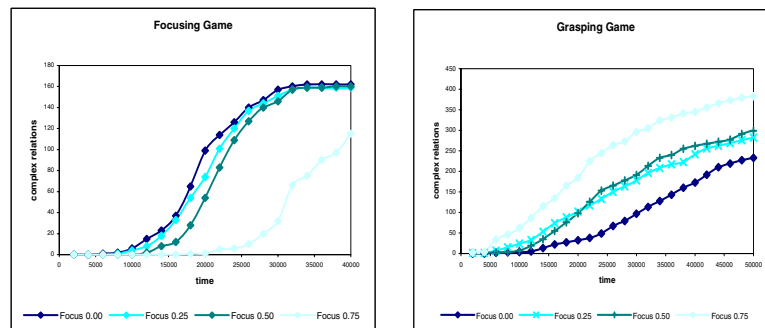 Focusing Game
180
160
140
120
100
80
60
40
20
0
0 5000 10000 15000 20000 25000 30000 35000 40000
complex relations
time
Focus 0.00 Focus 0.25 Focus 0.50 Focus 0.75
Grasping Game
450
400
350
300
250
200
150
100
50
0
0 5000 10000 15000 20000 25000 30000 35000 40000 45000 50000
complex relations
time
Focus 0.00 Focus 0.25 Focus 0.50 Focus 0.75